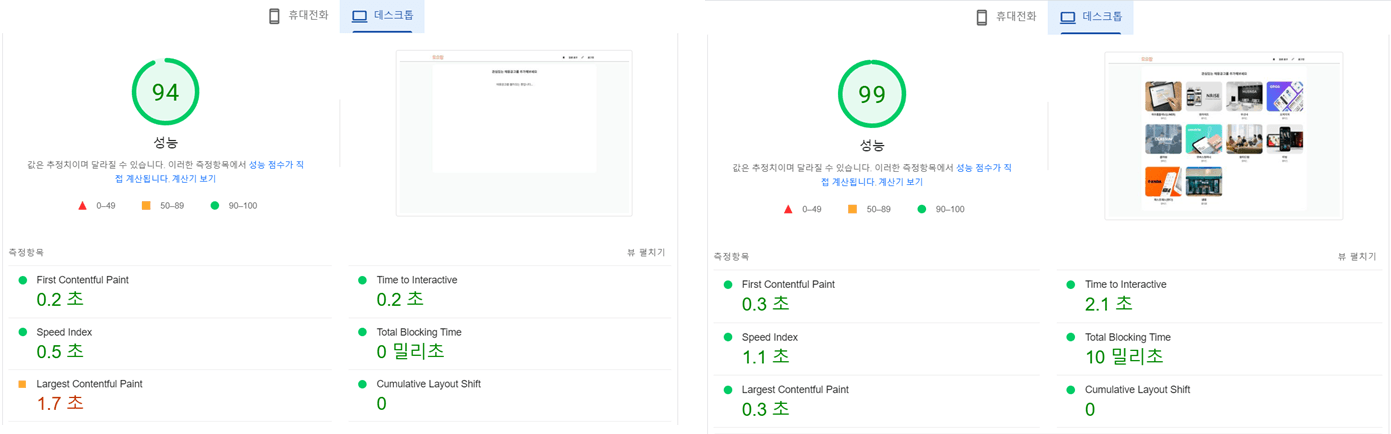 휴대전화
데스크톱
94
성능
값은 추정치이며 달라질 수 있습니다. 이러한 측정항목에서 성능 점수가 직
접 계산됩니다. 계산기 보기
0–49
50–89
90–100
측정항목
뷰 펼치기
First Contentful Paint
0.2 초
Time to Interactive
0.2 초
Speed Index
0.5 초
Total Blocking Time
0 밀리초
Largest Contentful Paint
1.7 초
Cumulative Layout Shift
0
휴대전화
데스크톱
99
성능
값은 추정치이며 달라질 수 있습니다. 이러한 측정항목에서 성능 점수가 직
접 계산됩니다. 계산기 보기
0–49
50–89
90–100
측정항목
뷰 펼치기
First Contentful Paint
0.3 초
Time to Interactive
2.1 초
Speed Index
1.1 초
Total Blocking Time
10 밀리초
Largest Contentful Paint
0.3 초
Cumulative Layout Shift
0